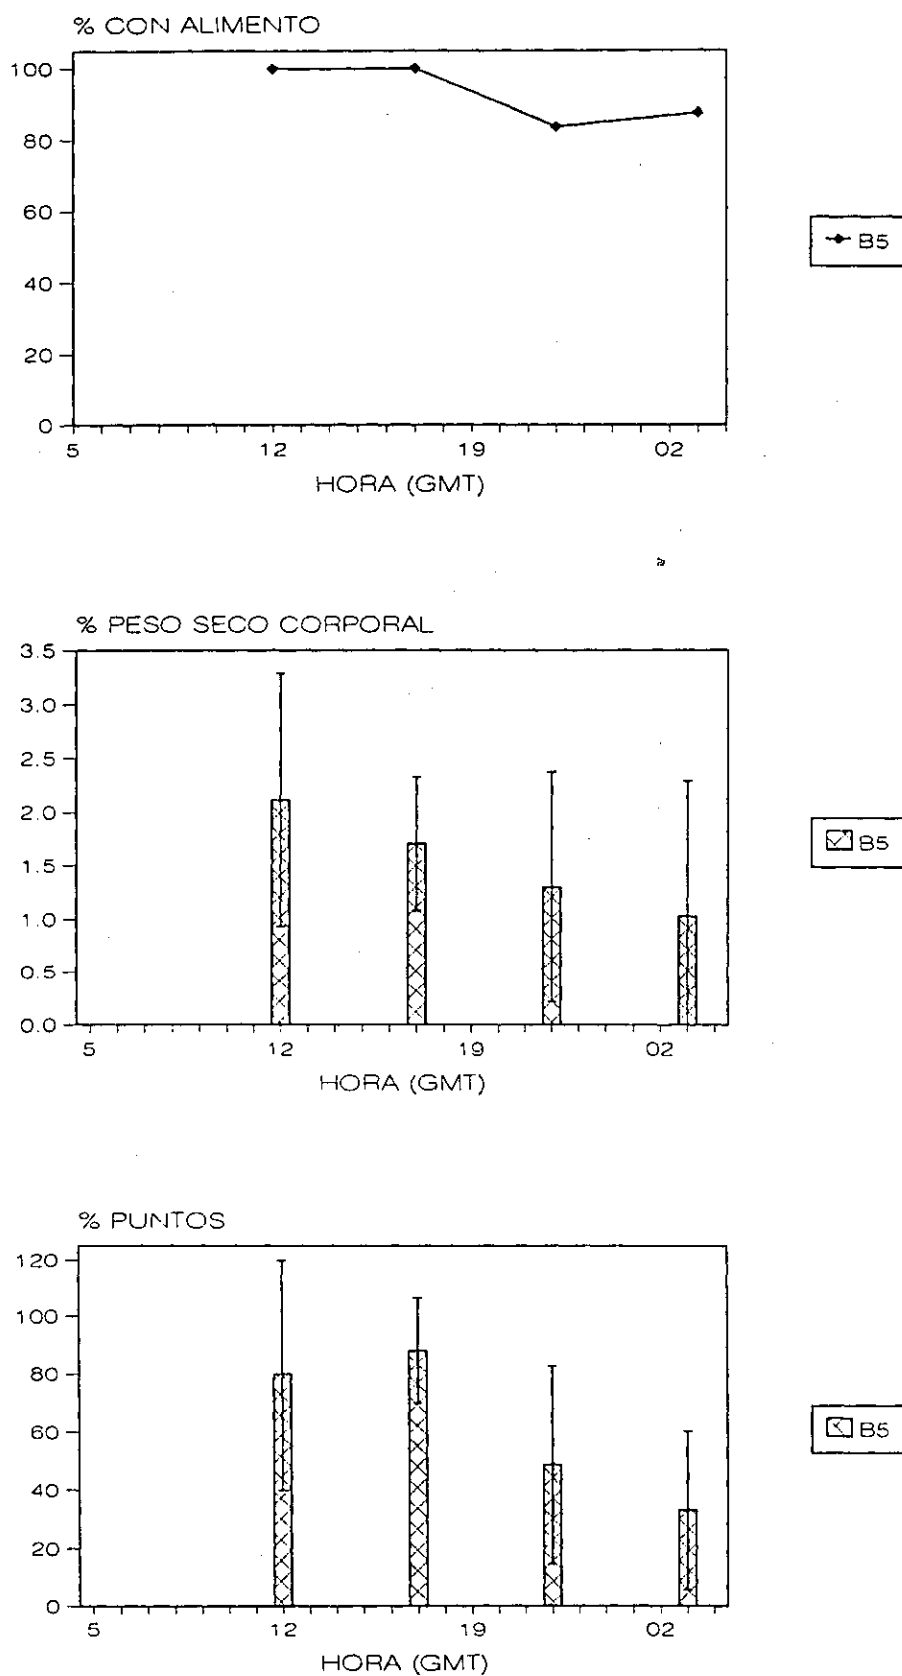 % CON ALIMENTO
100
80
60
40
20
0
5 12 19 02
HORA (GMT)
B5
% PESO SECO CORPORAL
3.5
3.0
2.5
2.0
1.5
1.0
0.5
0.0
5 12 19 02
HORA (GMT)
B5
% PUNTOS
120
100
80
60
40
20
0
5 12 19 02
HORA (GMT)
B5